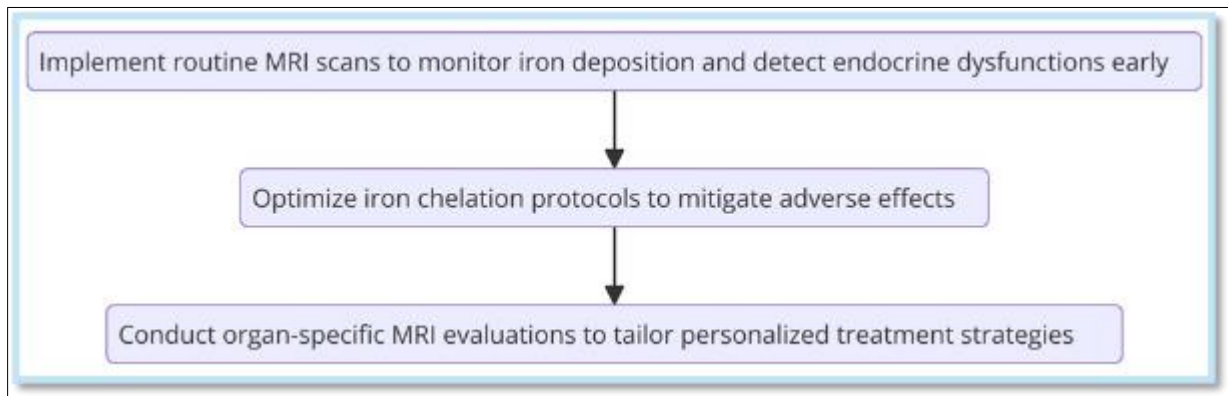 Implement routine MRI scans to monitor iron deposition and detect endocrine dysfunctions early
Optimize iron chelation protocols to mitigate adverse effects
Conduct organ-specific MRI evaluations to tailor personalized treatment strategies